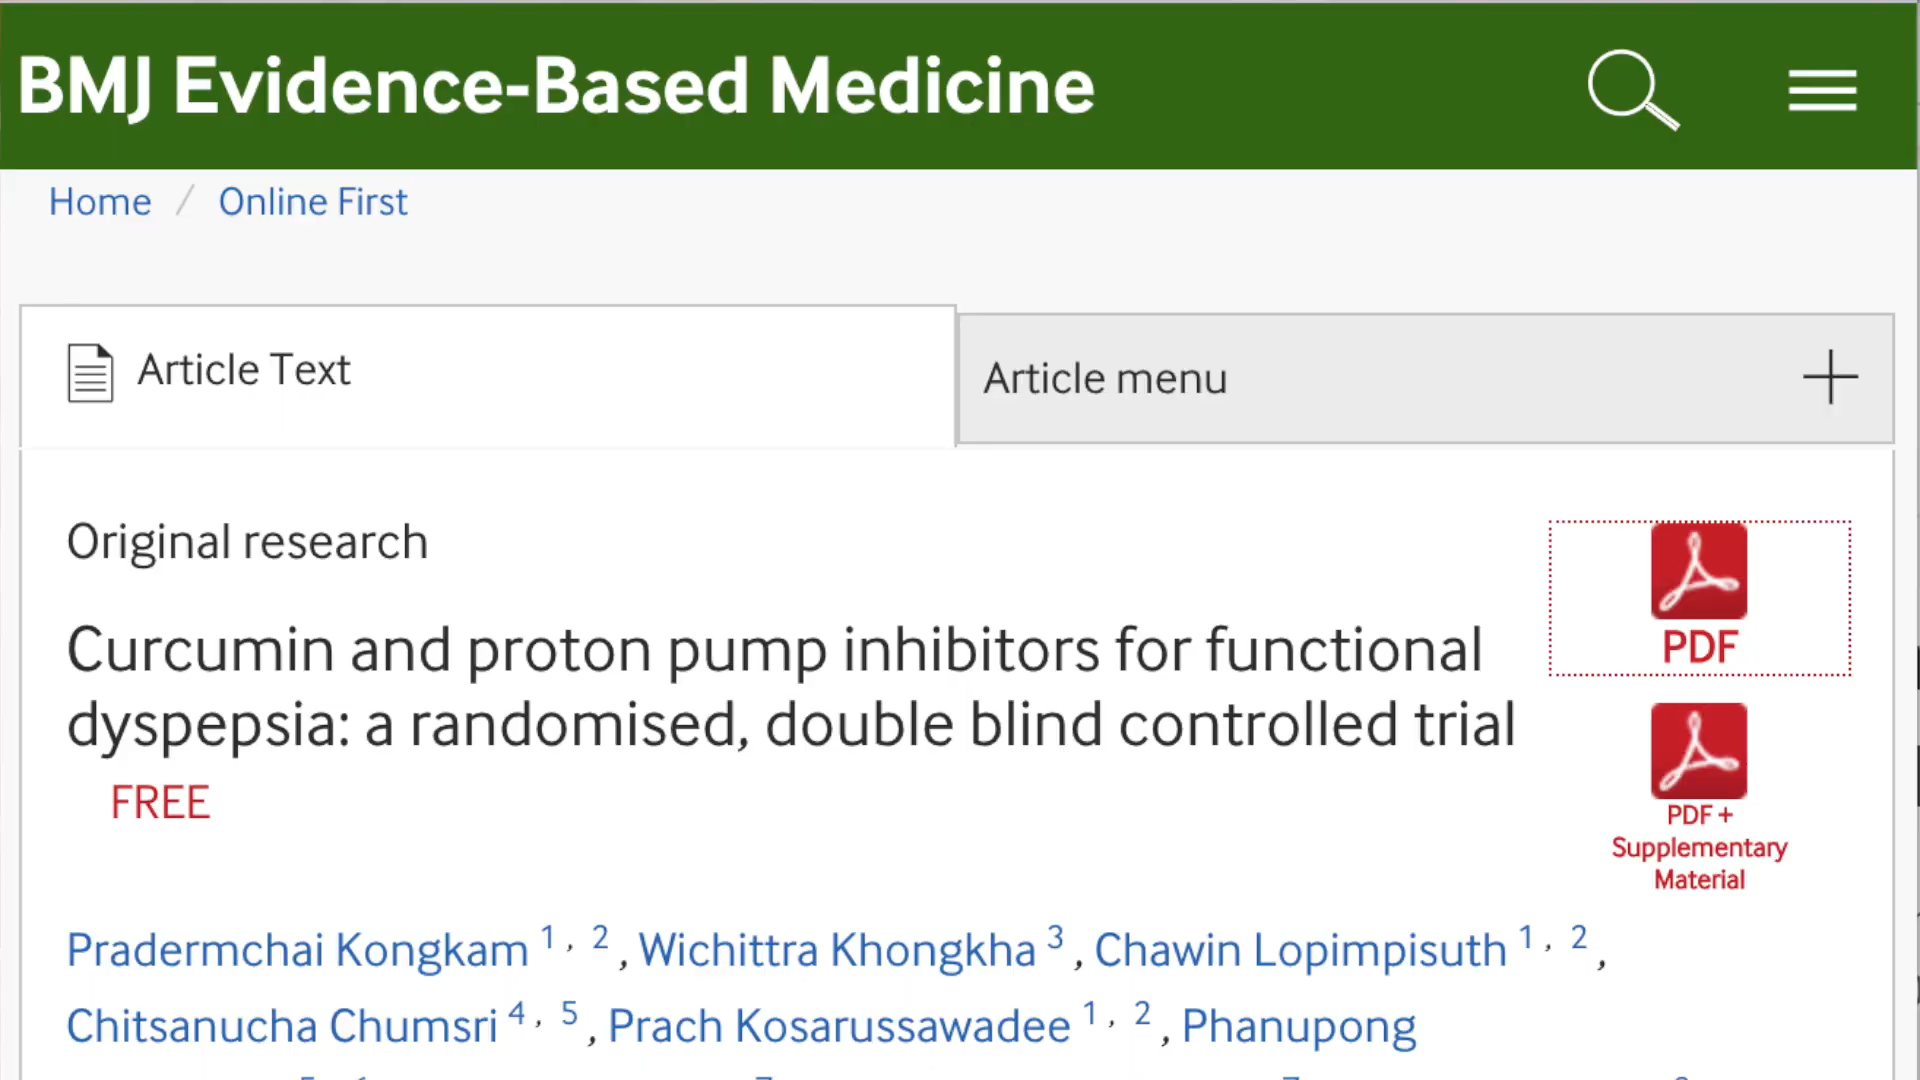 BMJ Evidence-Based Medicine
Home / Online First
Article Text
Article menu
Original research
Curcumin and proton pump inhibitors for functional
dyspepsia: a randomised, double blind controlled trial
FREE
PDF
PDF +
Supplementary
Material
Pradermchai Kongkam 1, 2, Wichittra Khongkha 3, Chawin Lopimpisuth 1, 2,
Chitsanucha Chumsri 4, 5, Prach Kosarussawadee 1, 2, Phanupong